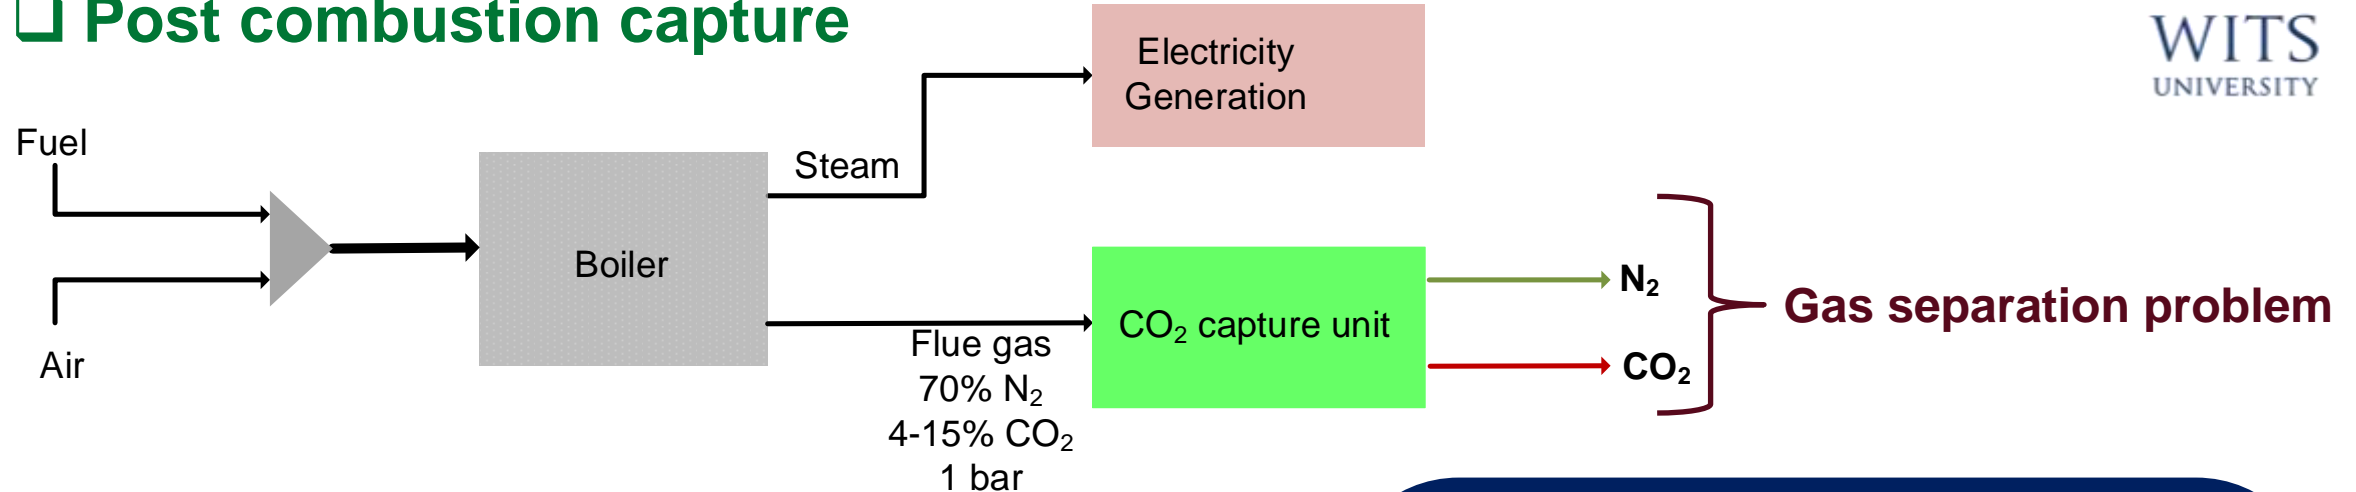 Post combustion capture
WITS
UNIVERSITY
Electricity
Generation
Fuel
Steam
Boiler
Air
Flue gas
70% N₂
4-15% CO₂
1 bar
CO₂ capture unit
N₂
CO₂
Gas separation problem